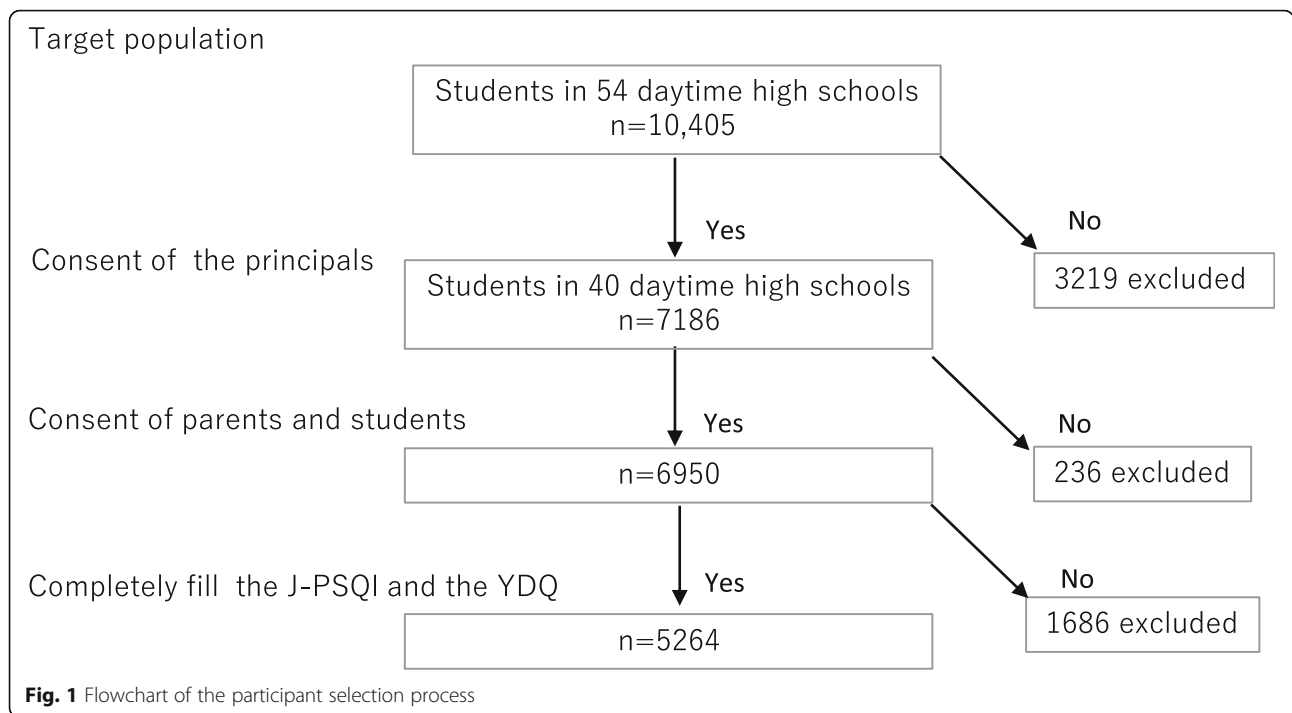 Target population
Students in 54 daytime high schools
n=10,405
Yes
No
Consent of the principals
3219 excluded
Students in 40 daytime high schools
n=7186
Consent of parents and students
Yes
No
n=6950
236 excluded
Completely fill the J-PSQI and the YDQ
Yes
No
n=5264
1686 excluded
Fig. 1 Flowchart of the participant selection process